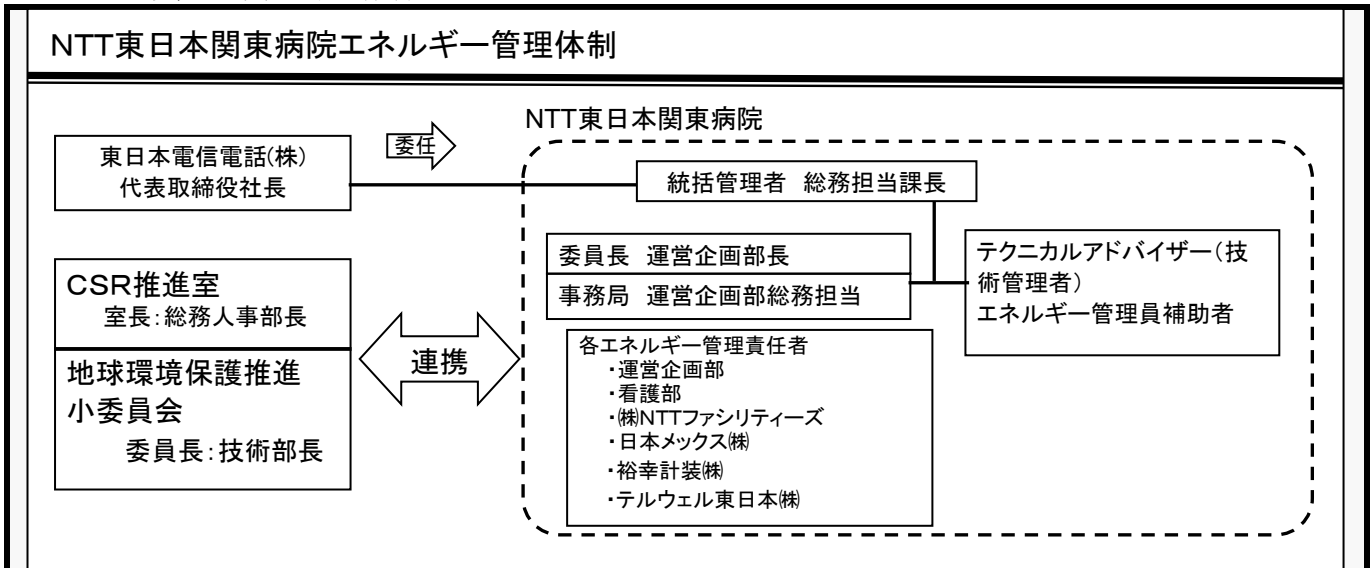 NTT東日本関東病院エネルギー管理体制
NTT東日本関東病院
委任
東日本電信電話(株)
代表取締役社長
統括管理者 総務担当課長
委員長 運営企画部長
事務局 運営企画部総務担当
テクニカルアドバイザー(技
術管理者)
エネルギー管理員補助者
CSR推進室
室長:総務人事部長
地球環境保護推進
小委員会
委員長:技術部長
連携
各エネルギー管理責任者
・運営企画部
・看護部
・㈱NTTファシリティーズ
・日本メックス㈱
・裕幸計装㈱
・テルウェル東日本㈱